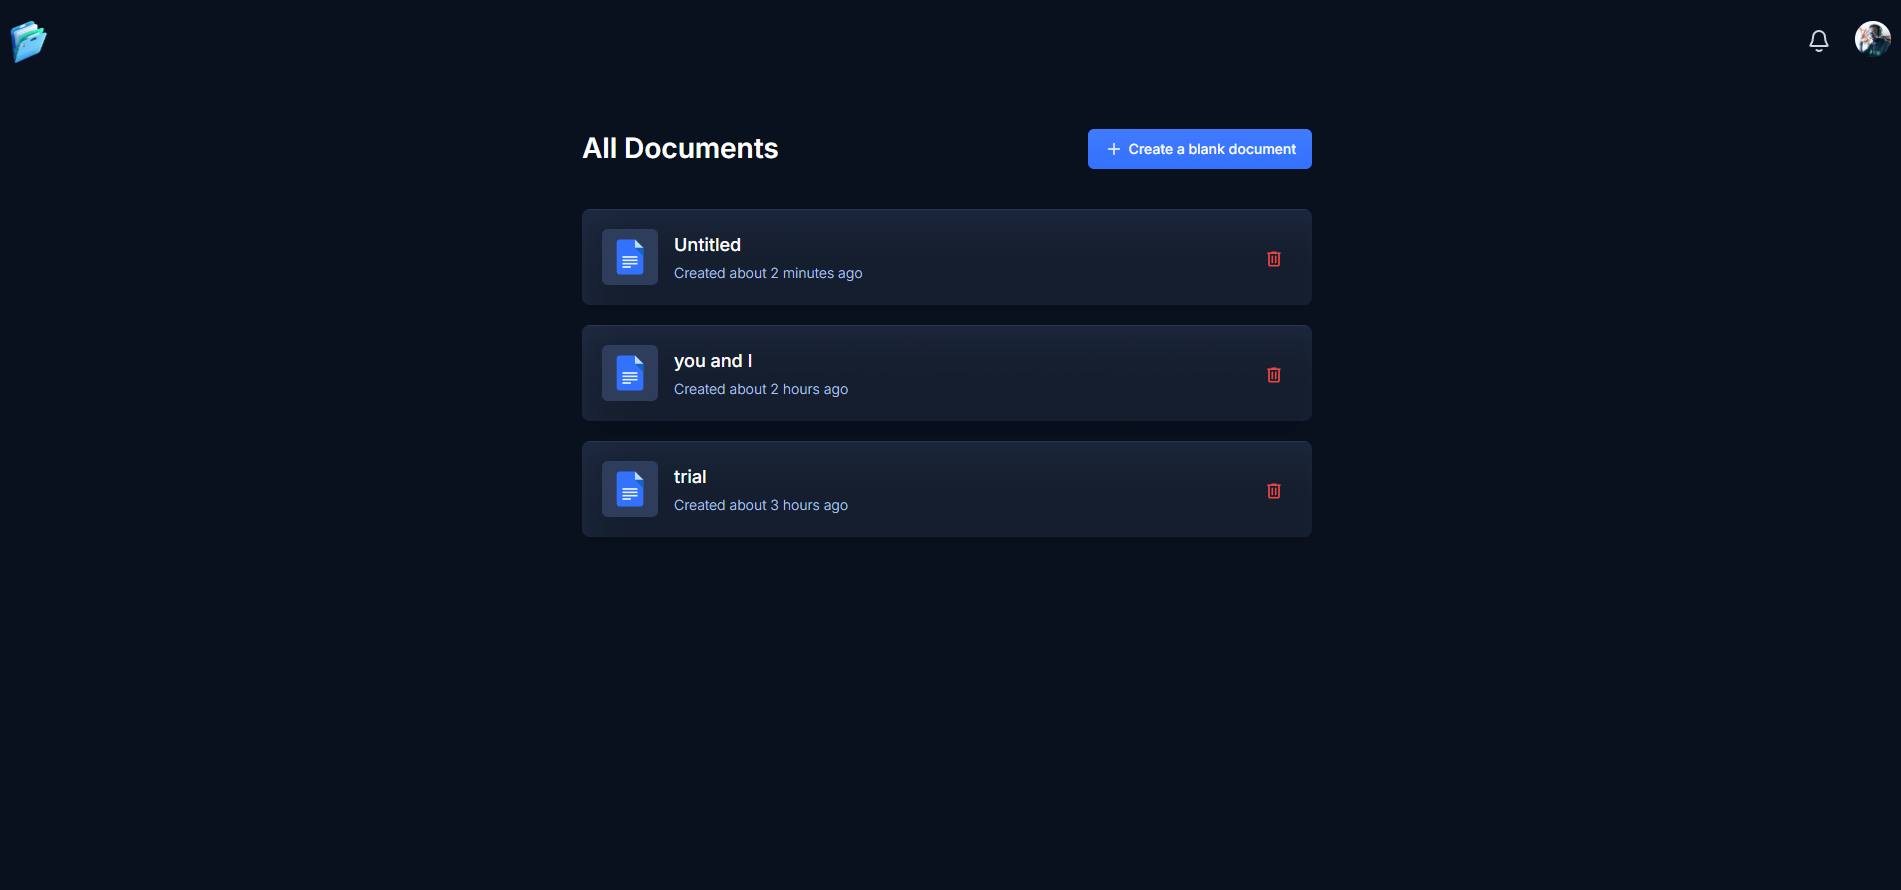 All Documents
Create a blank document
Untitled
Created about 2 minutes ago
you and I
Created about 2 hours ago
trial
Created about 3 hours ago